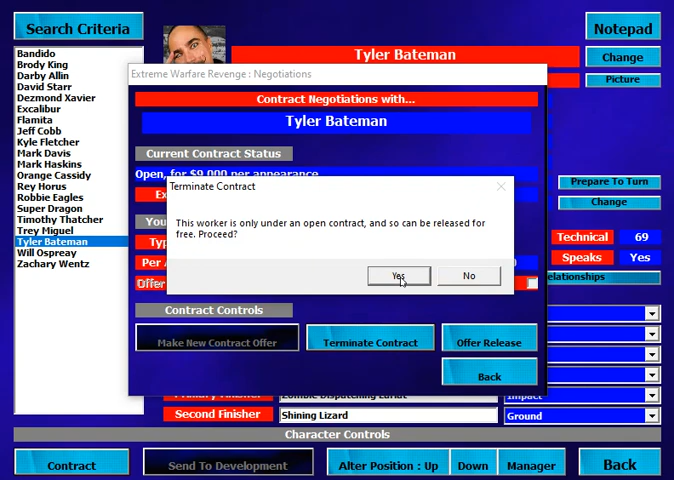 Search Criteria
Notepad
Bandido
Brody King
Darby Allin
David Starr
Dezmond Xavier
Excalibur
Flamita
Jeff Cobb
Kyle Fletcher
Mark Davis
Mark Haskins
Orange Cassidy
Rey Horus
Robbie Eagles
Super Dragon
Timothy Thatcher
Trey Miguel
Tyler Bateman
Will Ospreay
Zachary Wentz
Tyler Bateman
Change
Picture
Extreme Warfare Revenge : Negotiations
Contract Negotiations with...
Tyler Bateman
Current Contract Status
Open, for $9,000 per appearance
Terminate Contract
This worker is only under an open contract, and so can be released for
free. Proceed?
Yes
No
Offer
Contract Controls
Make New Contract Offer
Terminate Contract
Offer Release
Back
Prepare To Turn
Change
Technical
69
Speaks
Yes
Primary Finisher
Zombie Dispatching Lariat
Impact
Second Finisher
Shining Lizard
Ground
Character Controls
Contract
Send To Development
Alter Position : Up
Down
Manager
Back